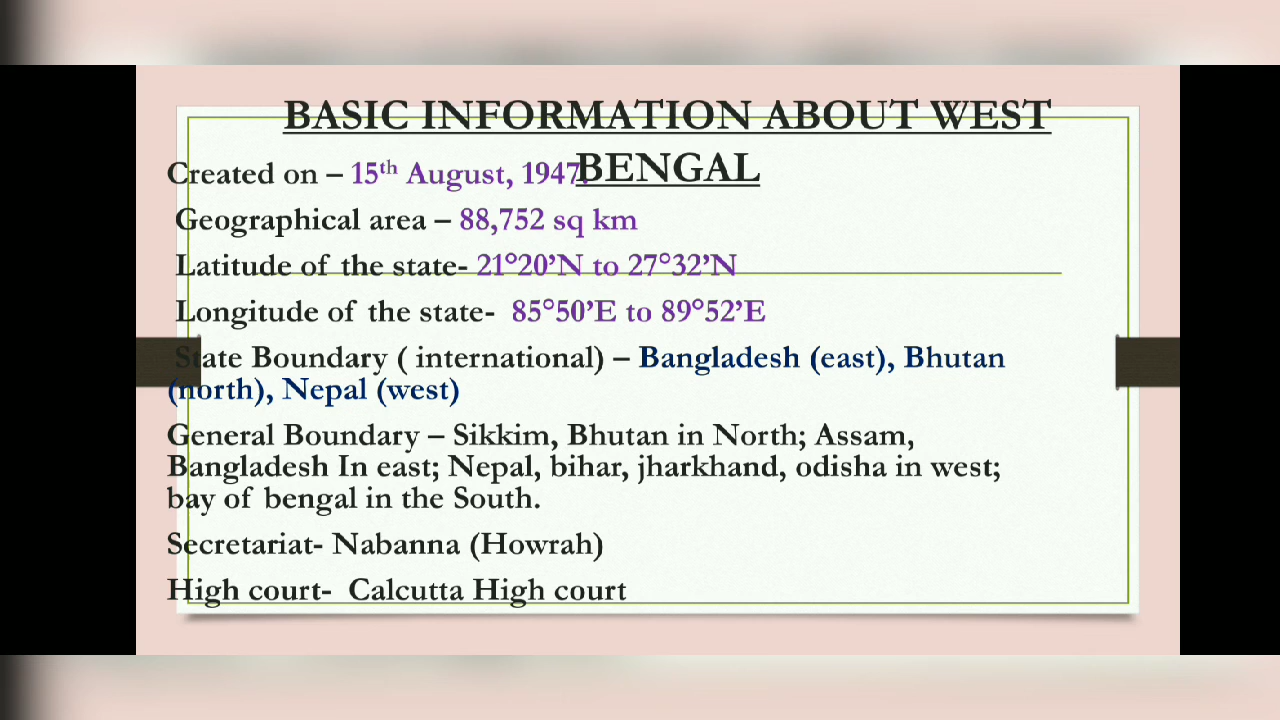 BASIC INFORMATION ABOUT WEST
BENGAL
Created on – 15th August, 1947.
Geographical area – 88,752 sq km
Latitude of the state- 21°20’N to 27°32’N
Longitude of the state- 85°50’E to 89°52’E
State Boundary ( international) – Bangladesh (east), Bhutan
(north), Nepal (west)
General Boundary – Sikkim, Bhutan in North; Assam,
Bangladesh In east; Nepal, bihar, jharkhand, odisha in west;
bay of bengal in the South.
Secretariat- Nabanna (Howrah)
High court- Calcutta High court